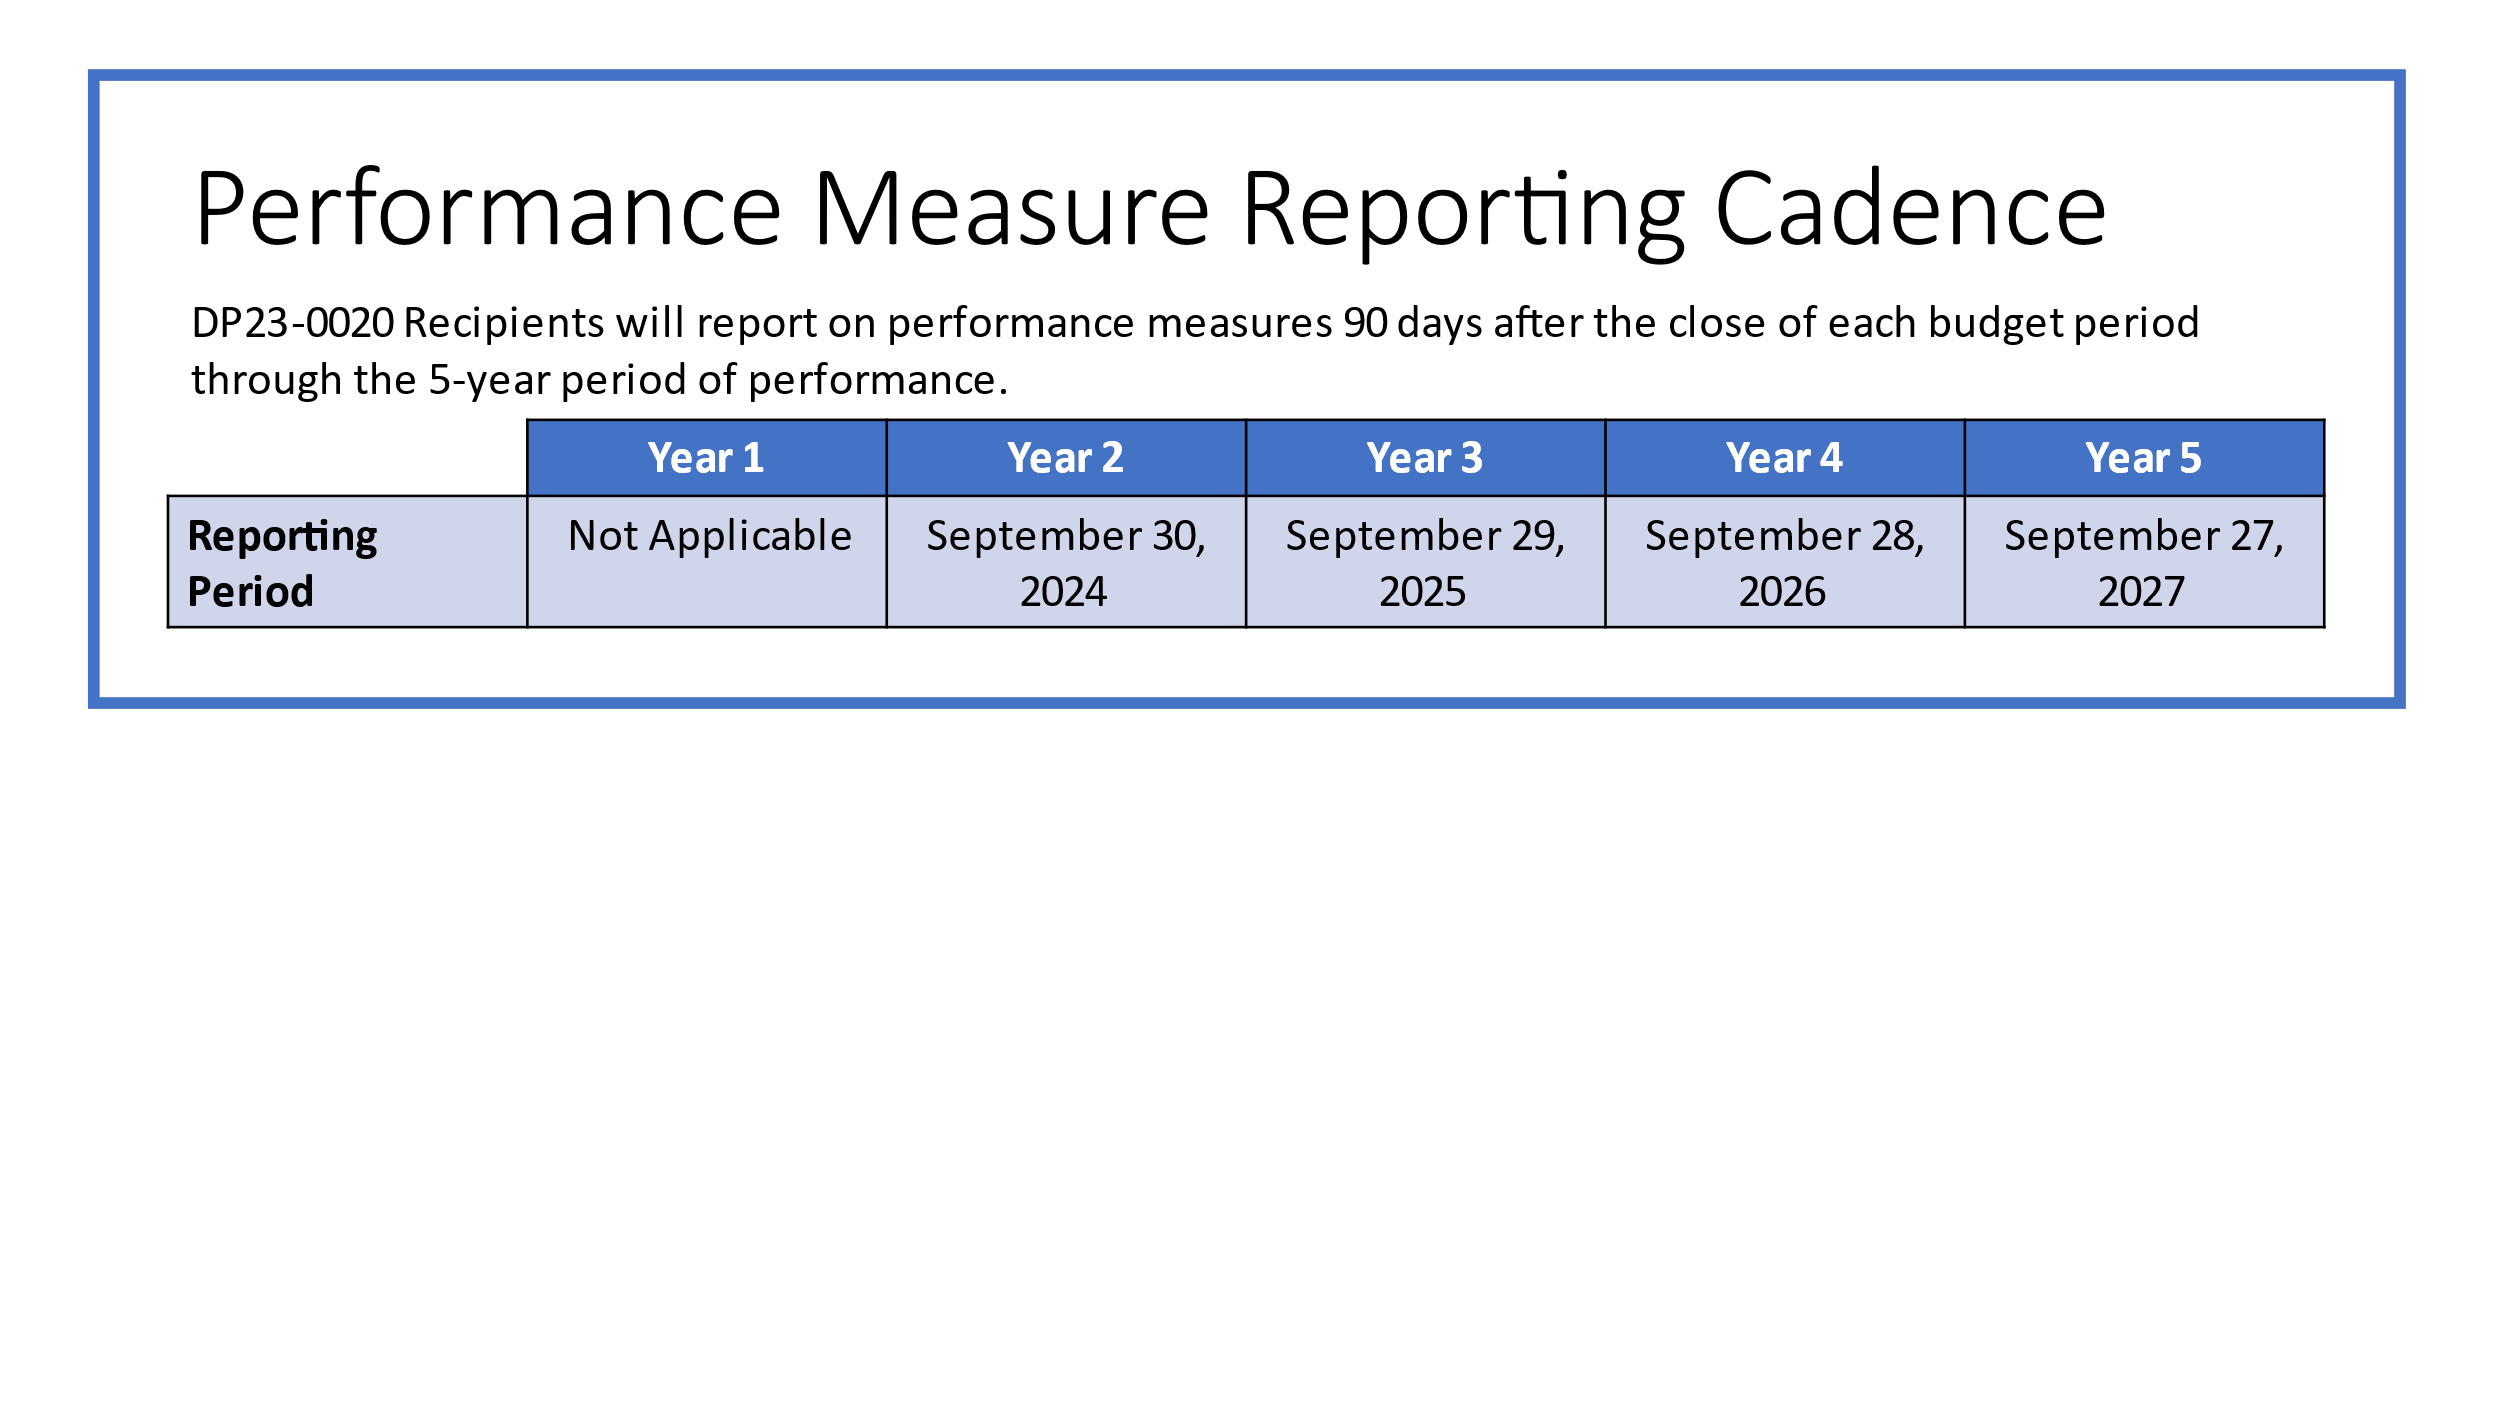 Performance Measure Reporting Cadence
DP23-0020 Recipients will report on performance measures 90 days after the close of each budget period
through the 5-year period of performance.
Year 1 Year 2 Year 3 Year 4 Year 5
Reporting Not Applicable September 30, September 29, September 28, September 27,
Period 2024 2025 2026 2027